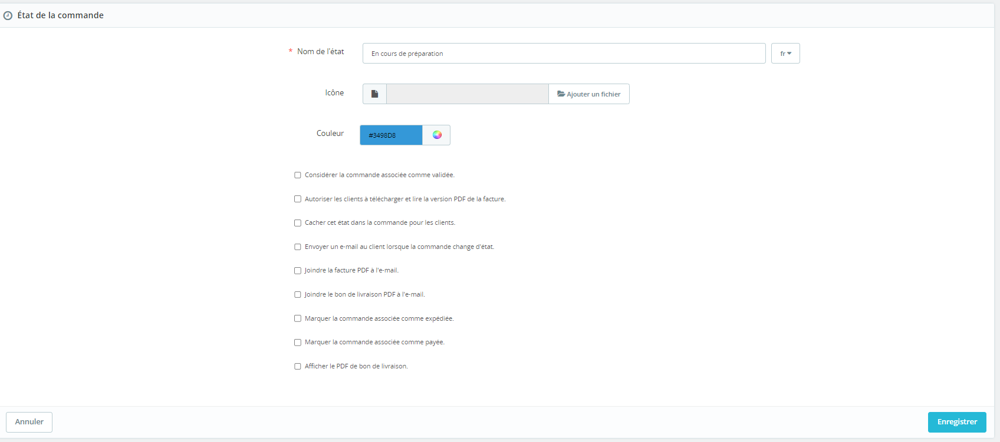 État de la commande
* Nom de l'état
En cours de préparation
fr
Icône
Ajouter un fichier
Couleur
#3498D8
Considérer la commande associée comme validée.
Autoriser les clients à télécharger et lire la version PDF de la facture.
Cacher cet état dans la commande pour les clients.
Envoyer un e-mail au client lorsque la commande change d'état.
Joindre la facture PDF à l'e-mail.
Joindre le bon de livraison PDF à l'e-mail.
Marquer la commande associée comme expédiée.
Marquer la commande associée comme payée.
Afficher le PDF de bon de livraison.
Annuler
Enregistrer